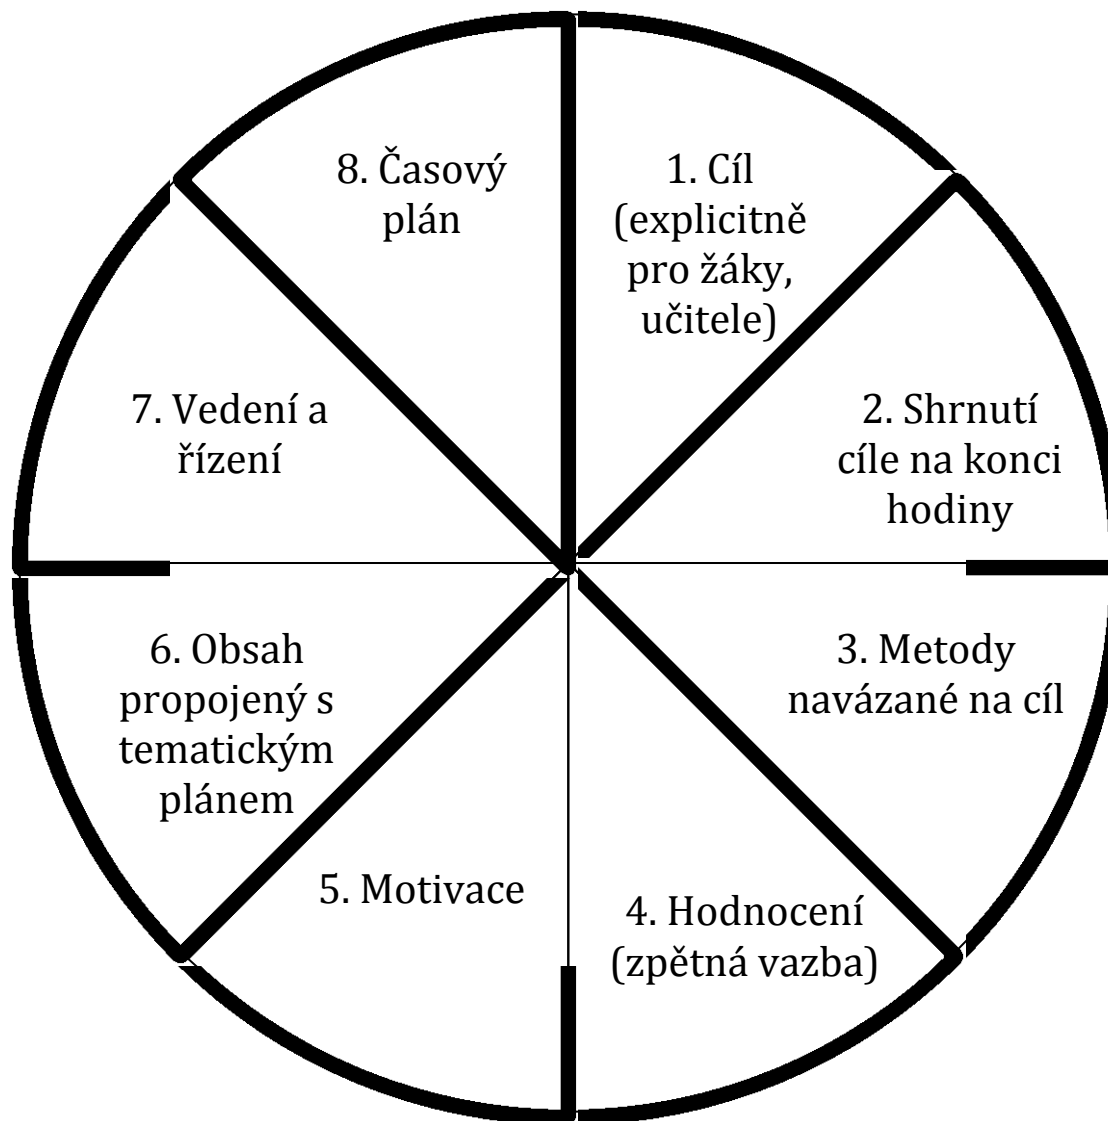 1. Cíl
(explicitně
pro žáky,
učitele)
2. Shrnutí
cíle na konci
hodiny
3. Metody
navázané na cíl
4. Hodnocení
(zpětná vazba)
5. Motivace
6. Obsah
propojený s
tematickým
plánem
7. Vedení a
řízení
8. Časový
plán